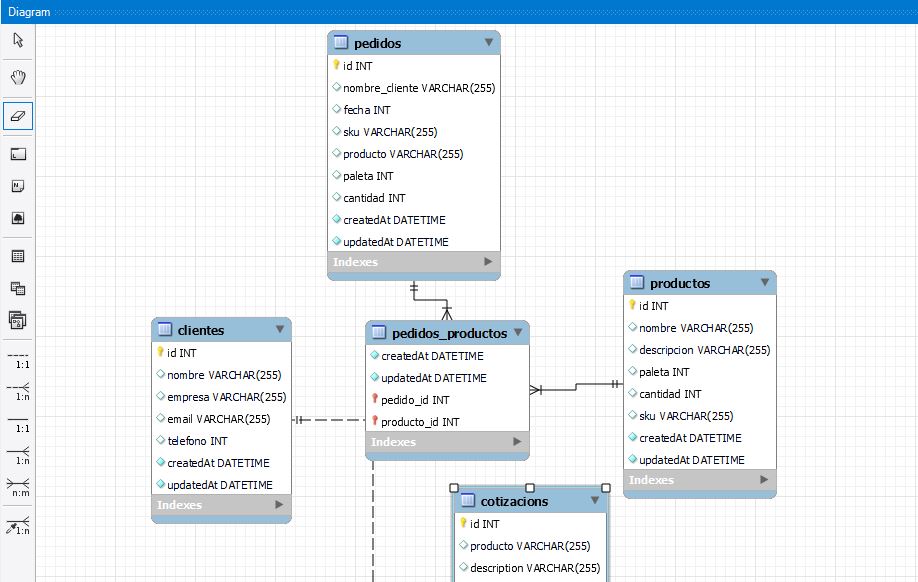 Diagram
pedidos
id INT
nombre_cliente VARCHAR(255)
fecha INT
sku VARCHAR(255)
producto VARCHAR(255)
paleta INT
cantidad INT
createdAt DATETIME
updatedAt DATETIME
Indexes
clientes
id INT
nombre VARCHAR(255)
empresa VARCHAR(255)
email VARCHAR(255)
telefono INT
createdAt DATETIME
updatedAt DATETIME
Indexes
pedidos_productos
createdAt DATETIME
updatedAt DATETIME
pedido_id INT
producto_id INT
Indexes
productos
id INT
nombre VARCHAR(255)
descripcion VARCHAR(255)
paleta INT
cantidad INT
sku VARCHAR(255)
createdAt DATETIME
updatedAt DATETIME
Indexes
cotizacions
id INT
producto VARCHAR(255)
description VARCHAR(255)
1:1
1:n
1:1
1:n
n:m
1:n